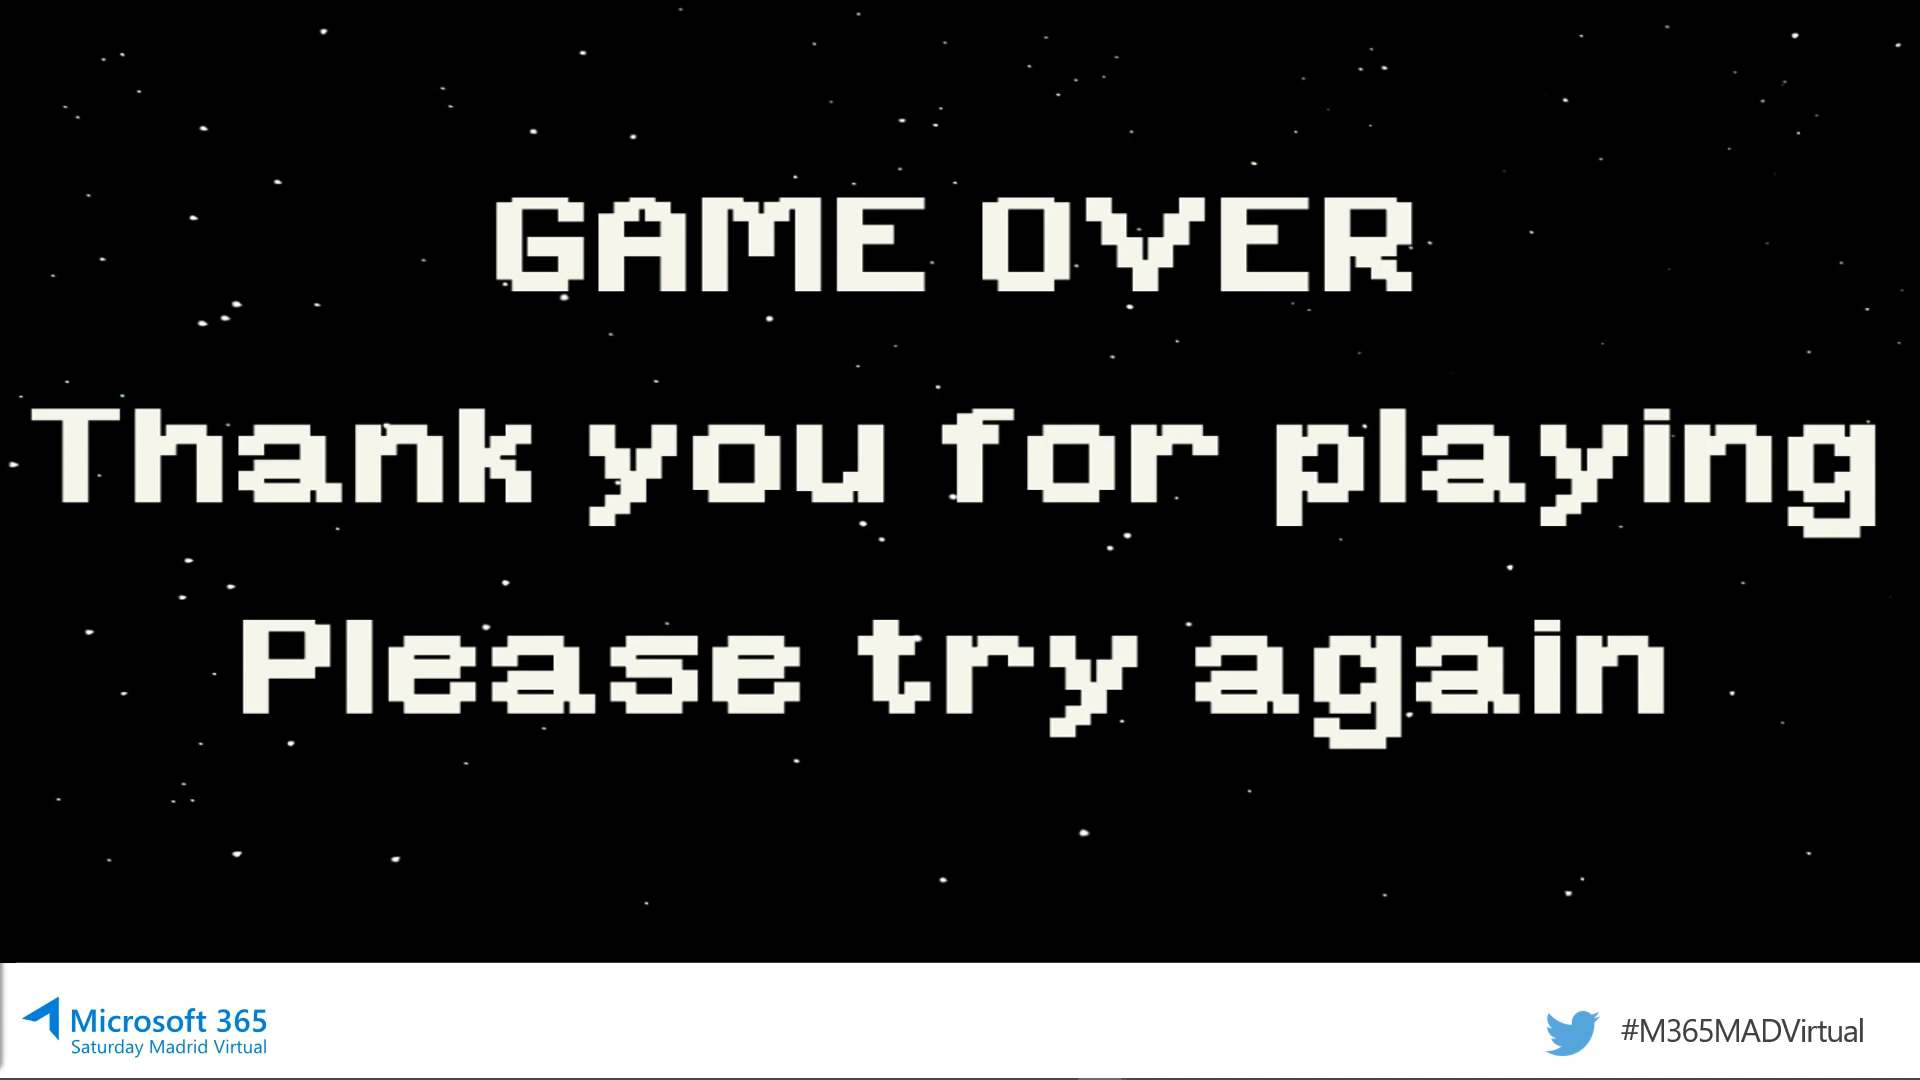 GAME OVER
Thank you for playing
Please try again
Microsoft 365
Saturday Madrid Virtual
#M365MADVirtual